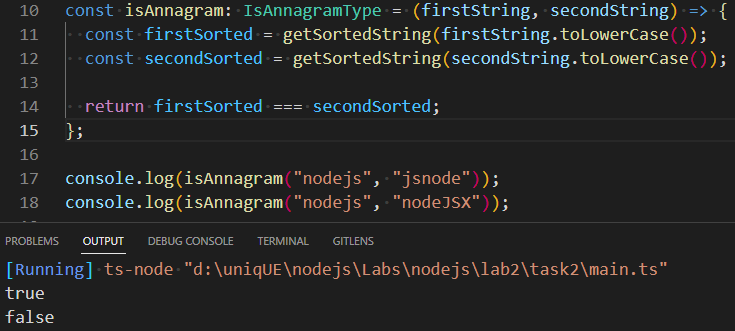 10 const isAnnagram: IsAnnagramType = (firstString, secondString) => {
11 const firstSorted = getSortedString(firstString.toLowerCase());
12 const secondSorted = getSortedString(secondString.toLowerCase());
13
14 return firstSorted === secondSorted;
15 };
16
17 console.log(isAnnagram("nodejs", "jsnode"));
18 console.log(isAnnagram("nodejs", "nodeJSX"));
PROBLEMS OUTPUT DEBUG CONSOLE TERMINAL GITLENS
[Running] ts-node "d:\uniqUE\nodejs\Labs\nodejs\lab2\task2\main.ts"
true
false